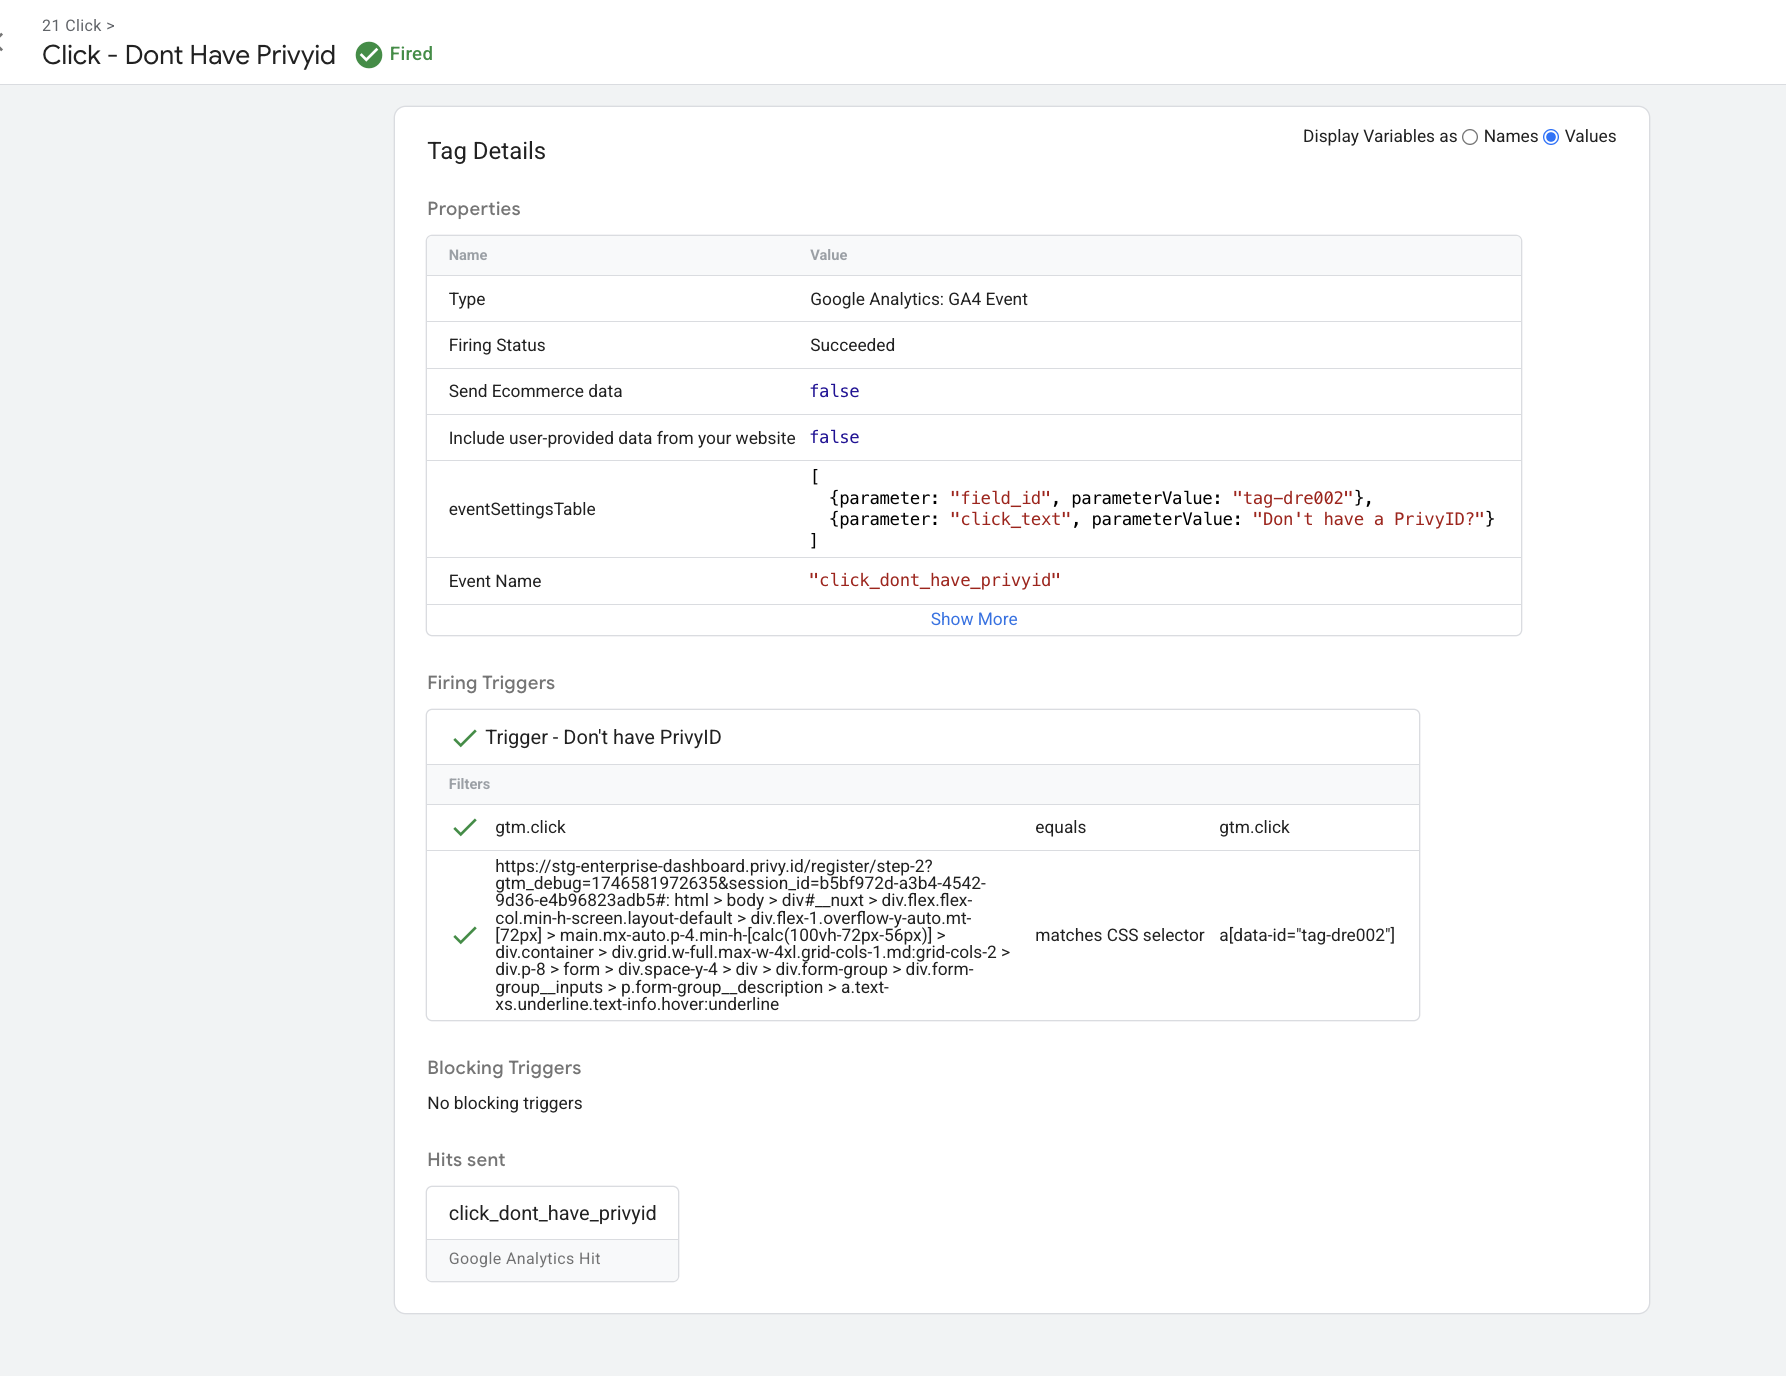 21 Click >
Click - Dont Have Privyid
Fired
Tag Details
Display Variables as Names Values
Properties
Name Value
Type Google Analytics: GA4 Event
Firing Status Succeeded
Send Ecommerce data false
Include user-provided data from your website false
eventSettingsTable
[
{parameter: "field_id", parameterValue: "tag-dre002"},
{parameter: "click_text", parameterValue: "Don't have a PrivyID?"}
]
Event Name "click_dont_have_privyid"
Show More
Firing Triggers
Trigger - Don't have PrivyID
Filters
gtm.click equals gtm.click
https://stg-enterprise-dashboard.privy.id/register/step-2?
gtm_debug=1746581972635&session_id=b5bf972d-a3b4-4542-
9d36-e4b96823adb5#: html > body > div#__nuxt > div.flex.flex-
col.min-h-screen.layout-default > div.flex-1.overflow-y-auto.mt-
[72px] > main.mx-auto.p-4.min-h-[calc(100vh-72px-56px)] >
div.container > div.grid.w-full.max-w-4xl.grid-cols-1.md:grid-cols-2 >
div.p-8 > form > div.space-y-4 > div > div.form-group > div.form-
group__inputs > p.form-group__description > a.text-
xs.underline.text-info.hover:underline
matches CSS selector a[data-id="tag-dre002"]
Blocking Triggers
No blocking triggers
Hits sent
click_dont_have_privyid
Google Analytics Hit